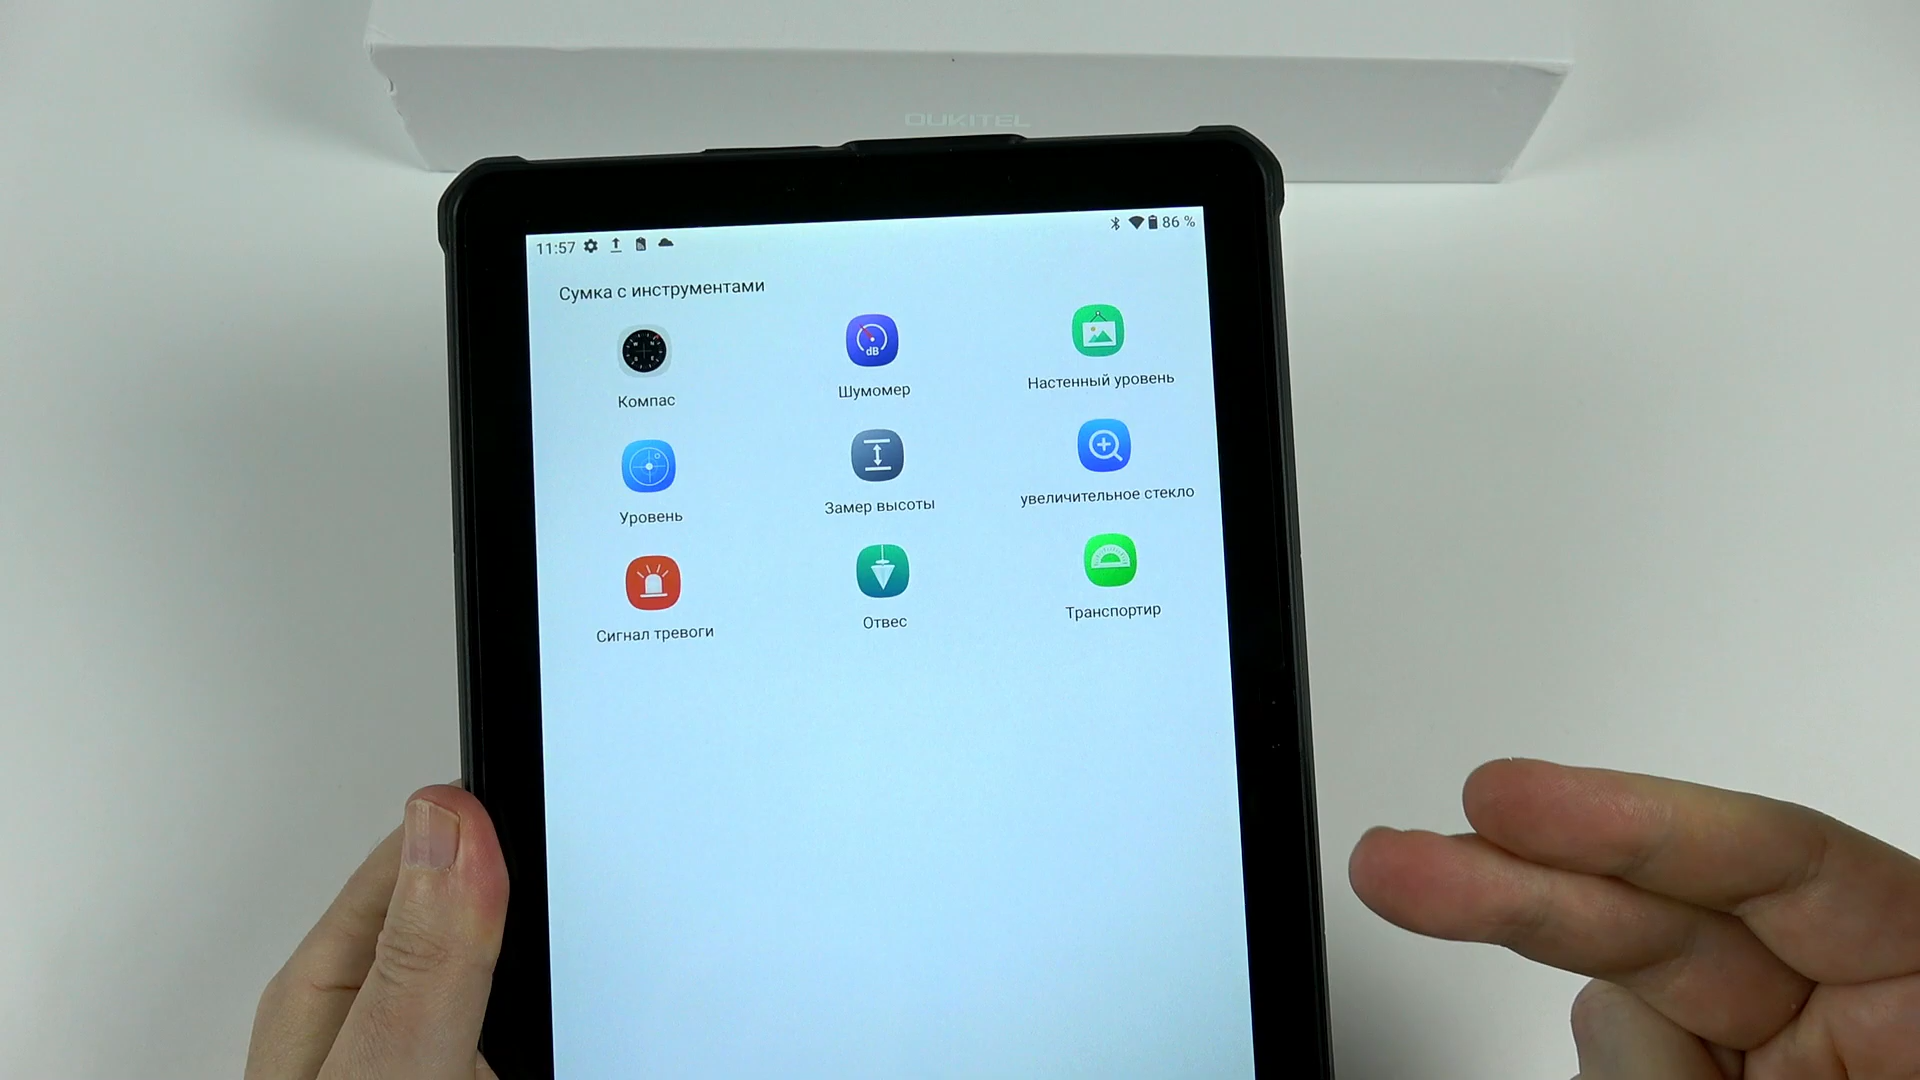 OUKITEL
11:57 86 %
Сумка с инструментами
Компас Шумомер Настенный уровень
dB
Уровень Замер высоты увеличительное стекло
Сигнал тревоги Отвес Транспортир